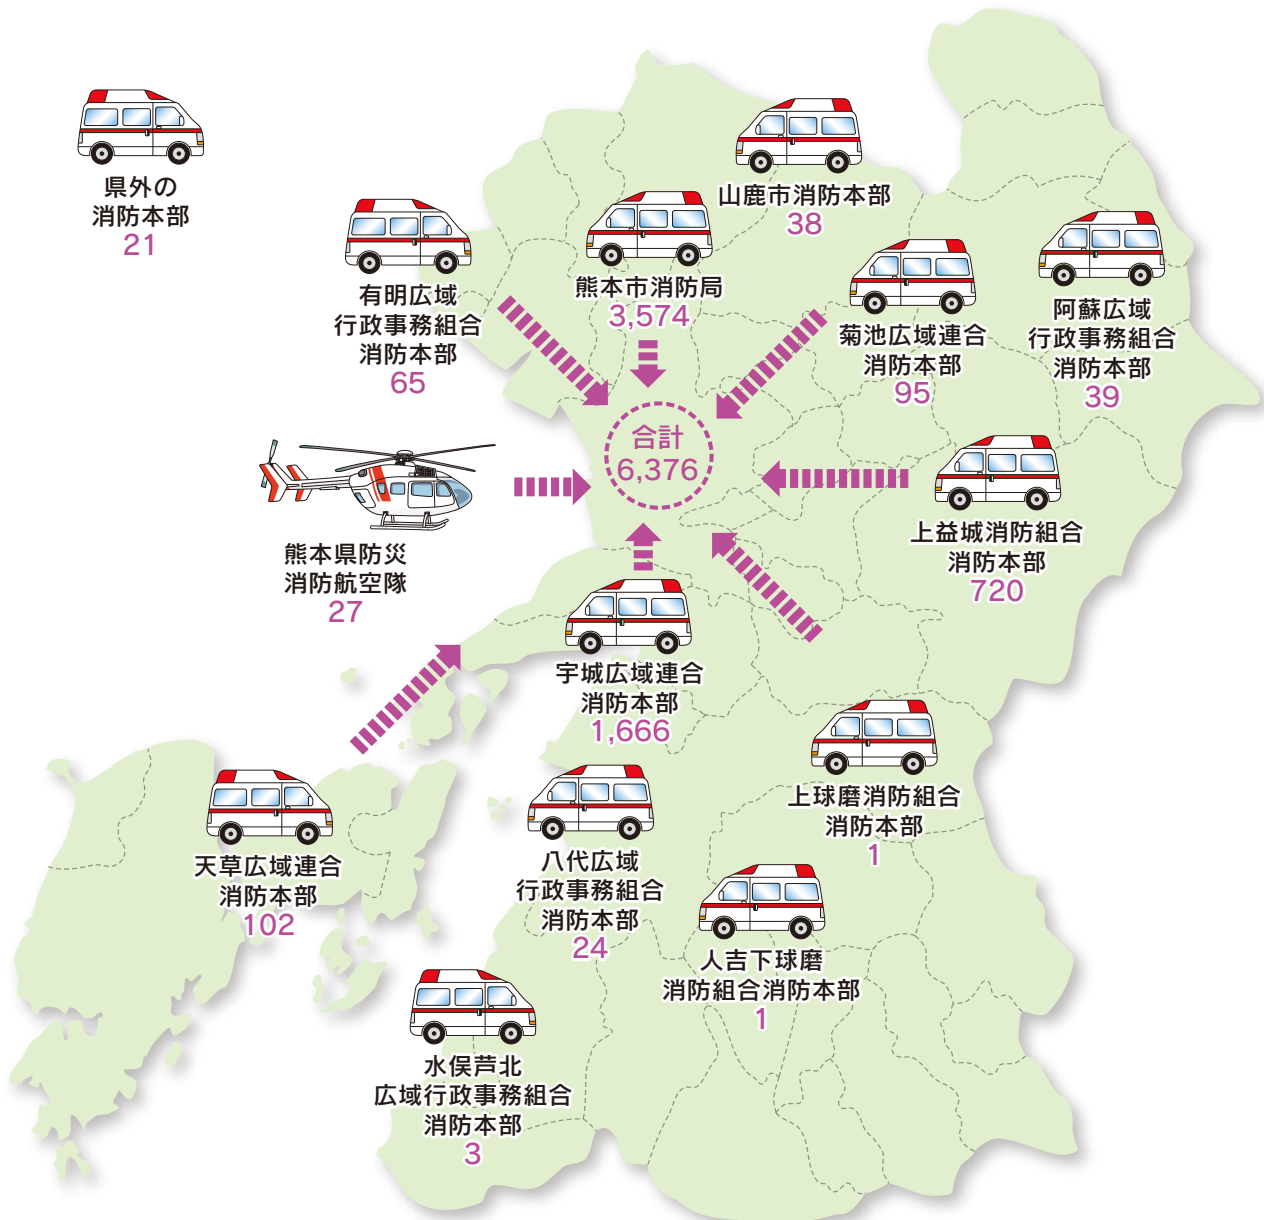 県外の
消防本部
21
有明広域
行政事務組合
消防本部
65
熊本市消防局
3,574
山鹿市消防本部
38
菊池広域連合
消防本部
95
阿蘇広域
行政事務組合
消防本部
39
合計
6,376
熊本県防災
消防航空隊
27
上益城消防組合
消防本部
720
宇城広域連合
消防本部
1,666
上球磨消防組合
消防本部
1
天草広域連合
消防本部
102
八代広域
行政事務組合
消防本部
24
人吉下球磨
消防組合消防本部
1
水俣芦北
広域行政事務組合
消防本部
3